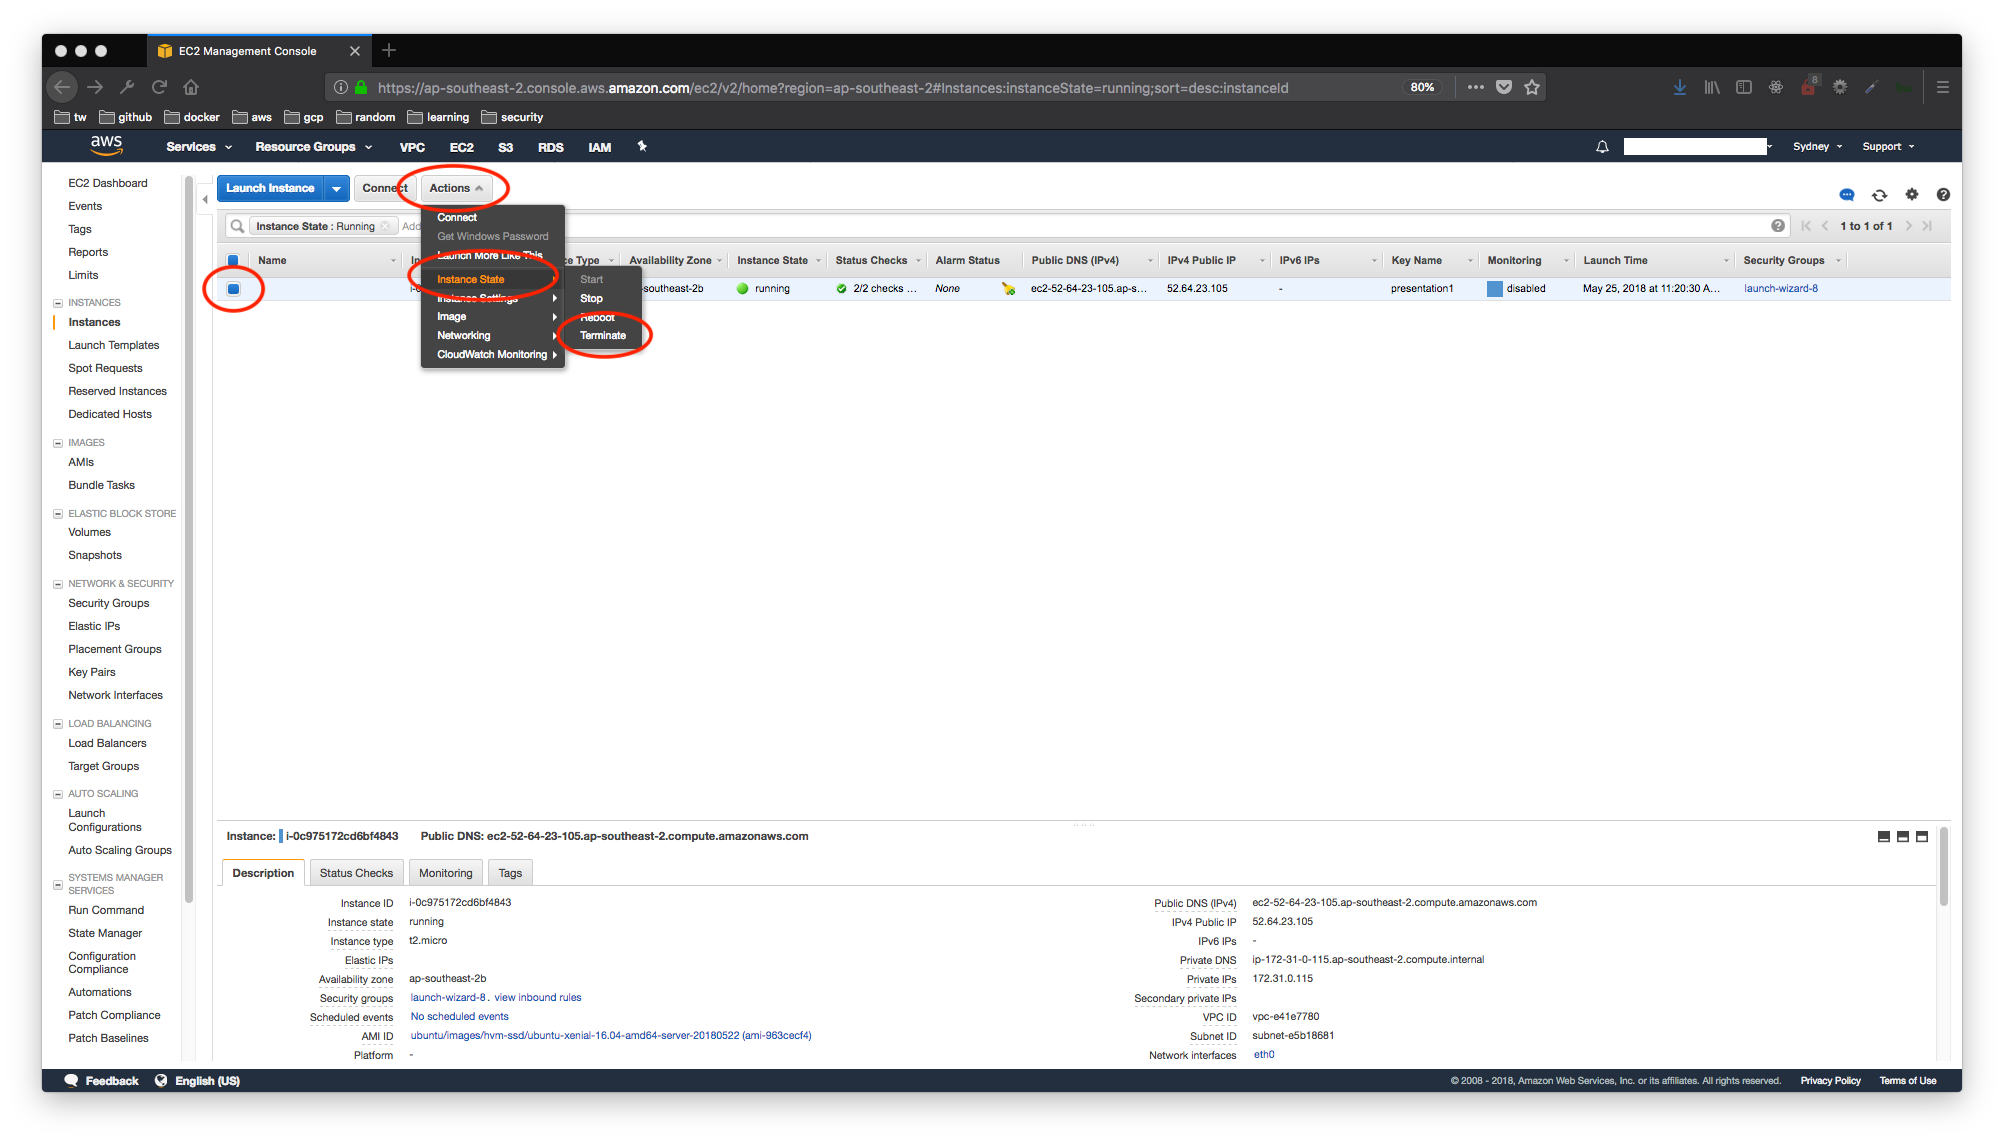 EC2 Management Console
https://ap-southeast-2.console.aws.amazon.com/ec2/v2/home?region=ap-southeast-2#Instances:instanceState=running;sort=desc:instanceId 80%
8
tw github docker aws gcp random learning security
aws Services Resource Groups VPC EC2 S3 RDS IAM Sydney Support
Launch Instance Connect Actions
Instance State : Running Add 1 to 1 of 1
Name Type Availability Zone Instance State Status Checks Alarm Status Public DNS (IPv4) IPv4 Public IP IPv6 IPs Key Name Monitoring Launch Time Security Groups
-southeast-2b running 2/2 checks ... None ec2-52-64-23-105.ap-s... 52.64.23.105 - presentation1 disabled May 25, 2018 at 11:20:30 A... launch-wizard-8
Connect
Get Windows Password
Launch More Like This
Instance State
Instance Settings
Image
Networking
CloudWatch Monitoring
Start
Stop
Reboot
Terminate
EC2 Dashboard
Events
Tags
Reports
Limits
INSTANCES
Instances
Launch Templates
Spot Requests
Reserved Instances
Dedicated Hosts
IMAGES
AMIs
Bundle Tasks
ELASTIC BLOCK STORE
Volumes
Snapshots
NETWORK & SECURITY
Security Groups
Elastic IPs
Placement Groups
Key Pairs
Network Interfaces
LOAD BALANCING
Load Balancers
Target Groups
AUTO SCALING
Launch
Configurations
Auto Scaling Groups
SYSTEMS MANAGER
SERVICES
Run Command
State Manager
Configuration
Compliance
Automations
Patch Compliance
Patch Baselines
Instance: i-0c975172cd6bf4843 Public DNS: ec2-52-64-23-105.ap-southeast-2.compute.amazonaws.com
Description Status Checks Monitoring Tags
Instance ID i-0c975172cd6bf4843
Instance state running
Instance type t2.micro
Elastic IPs
Availability zone ap-southeast-2b
Security groups launch-wizard-8. view inbound rules
Scheduled events No scheduled events
AMI ID ubuntu/images/hvm-ssd/ubuntu-xenial-16.04-amd64-server-20180522 (ami-963cecf4)
Platform -
Public DNS (IPv4) ec2-52-64-23-105.ap-southeast-2.compute.amazonaws.com
IPv4 Public IP 52.64.23.105
IPv6 IPs -
Private DNS ip-172-31-0-115.ap-southeast-2.compute.internal
Private IPs 172.31.0.115
Secondary private IPs
VPC ID vpc-e41e7780
Subnet ID subnet-e5b18681
Network interfaces eth0
Feedback English (US) © 2008 - 2018, Amazon Web Services, Inc. or its affiliates. All rights reserved. Privacy Policy Terms of Use